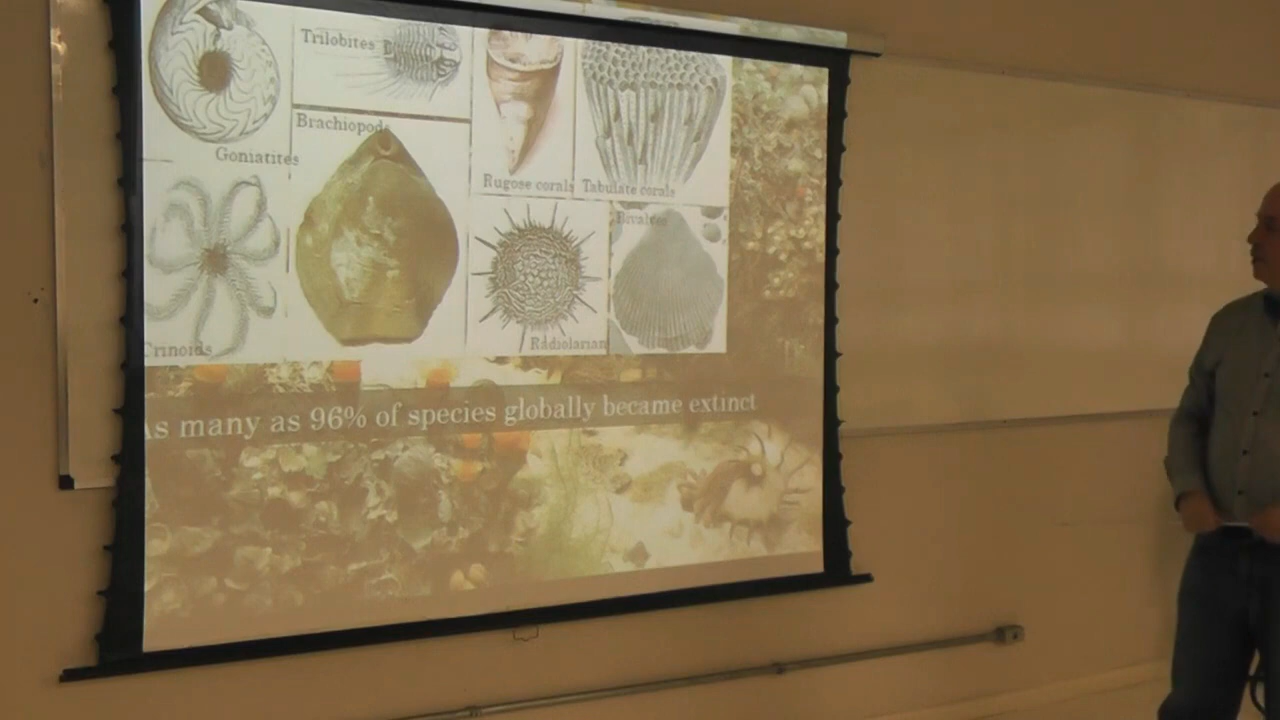 Trilobites
Brachiopods
Goniatites
Rugose corals
Tabulate corals
Bivalves
Crinoids
Radiolarian
As many as 96% of species globally became extinct